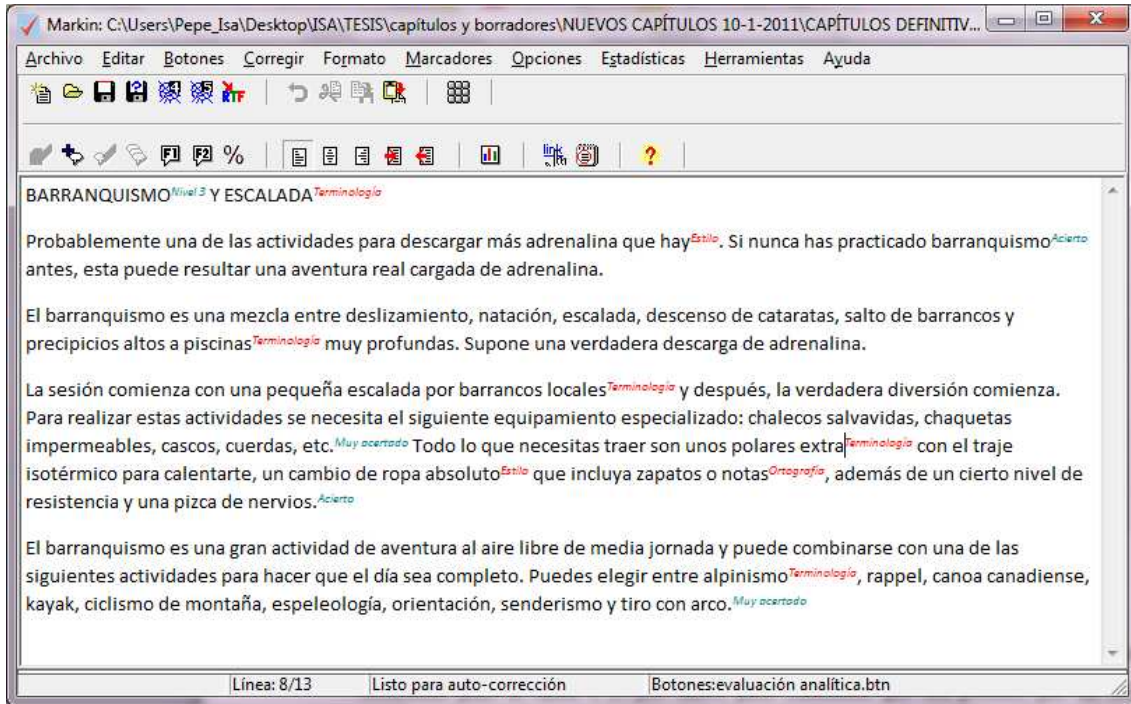 Markin: C:\Users\Pepe_Isa\Desktop\ISA\TESIS\capítulos y borradores\NUEVOS CAPÍTULOS 10-1-2011\CAPÍTULOS DEFINITIV...
Archivo Editar Botones Corregir Formato Marcadores Opciones Estadísticas Herramientas Ayuda
RTF
F1 F2 % link ?
BARRANQUISMO Nivel 3 Y ESCALADA Terminología
Probablemente una de las actividades para descargar más adrenalina que hay Estilo. Si nunca has practicado barranquismo Acierto
antes, esta puede resultar una aventura real cargada de adrenalina.
El barranquismo es una mezcla entre deslizamiento, natación, escalada, descenso de cataratas, salto de barrancos y
precipicios altos a piscinas Terminología muy profundas. Supone una verdadera descarga de adrenalina.
La sesión comienza con una pequeña escalada por barrancos locales Terminología y después, la verdadera diversión comienza.
Para realizar estas actividades se necesita el siguiente equipamiento especializado: chalecos salvavidas, chaquetas
impermeables, cascos, cuerdas, etc. Muy acertado Todo lo que necesitas traer son unos polares extra Terminología con el traje
isotérmico para calentarte, un cambio de ropa absoluto Estilo que incluya zapatos o notas Ortografía, además de un cierto nivel de
resistencia y una pizca de nervios. Acierto
El barranquismo es una gran actividad de aventura al aire libre de media jornada y puede combinarse con una de las
siguientes actividades para hacer que el día sea completo. Puedes elegir entre alpinismo Terminología, rappel, canoa canadiense,
kayak, ciclismo de montaña, espeleología, orientación, senderismo y tiro con arco. Muy acertado
Línea: 8/13 Listo para auto-corrección Botones:evaluación analítica.btn